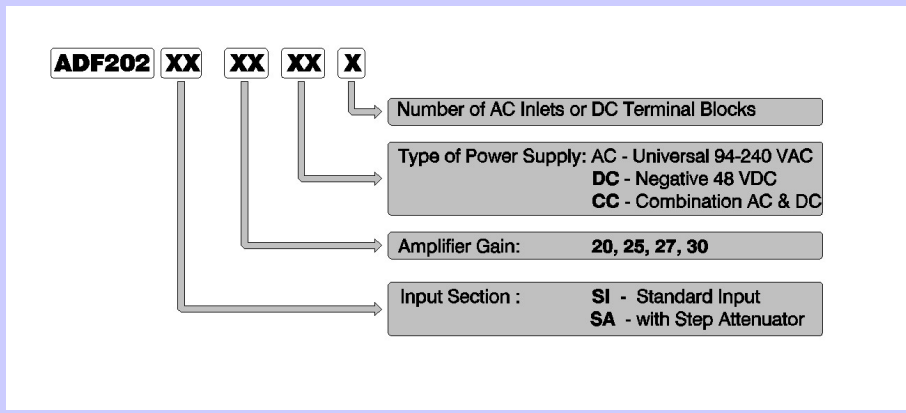 ADF202 XX XX XX X
Number of AC Inlets or DC Terminal Blocks
Type of Power Supply: AC - Universal 94-240 VAC
DC - Negative 48 VDC
CC - Combination AC & DC
Amplifier Gain: 20, 25, 27, 30
Input Section : SI - Standard Input
SA - with Step Attenuator